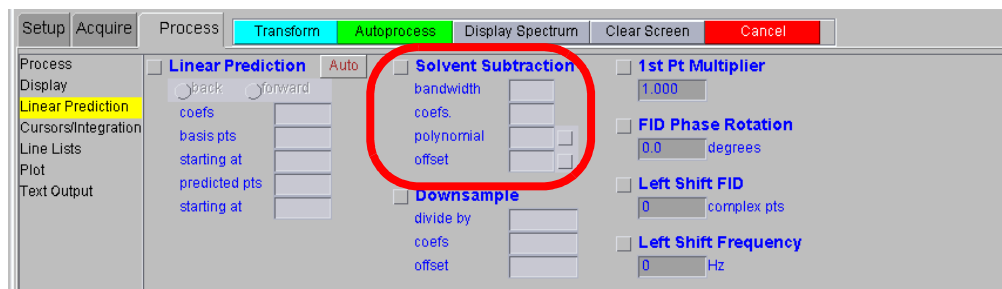 Setup Acquire Process Transform Autoprocess Display Spectrum Clear Screen Cancel
Process
Display
Linear Prediction
Cursors/Integration
Line Lists
Plot
Text Output
Linear Prediction Auto
back forward
coefs
basis pts
starting at
predicted pts
starting at
Solvent Subtraction
bandwidth
coefs.
polynomial
offset
Downsample
divide by
coefs
offset
1st Pt Multiplier
1.000
FID Phase Rotation
0.0 degrees
Left Shift FID
0 complex pts
Left Shift Frequency
0 Hz